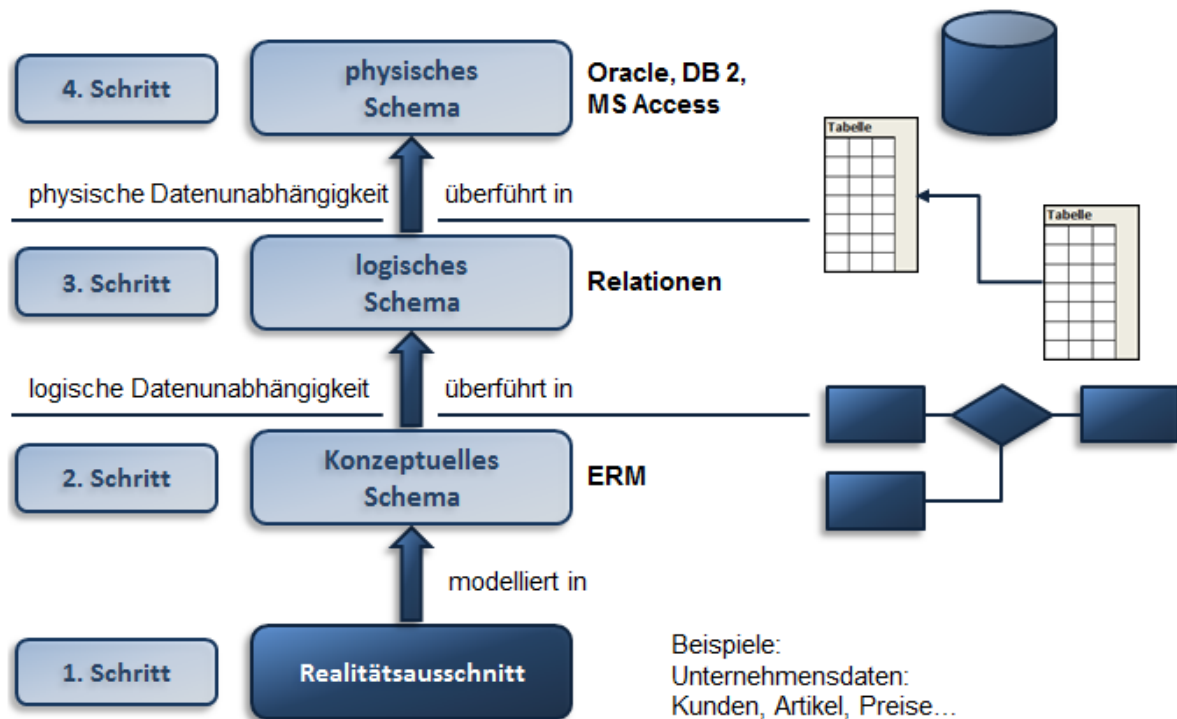 4. Schritt
physisches
Schema
Oracle, DB 2,
MS Access
Tabelle
physische Datenunabhängigkeit
überführt in
Tabelle
3. Schritt
logisches
Schema
Relationen
logische Datenunabhängigkeit
überführt in
2. Schritt
Konzeptuelles
Schema
ERM
modelliert in
1. Schritt
Realitätsausschnitt
Beispiele:
Unternehmensdaten:
Kunden, Artikel, Preise...